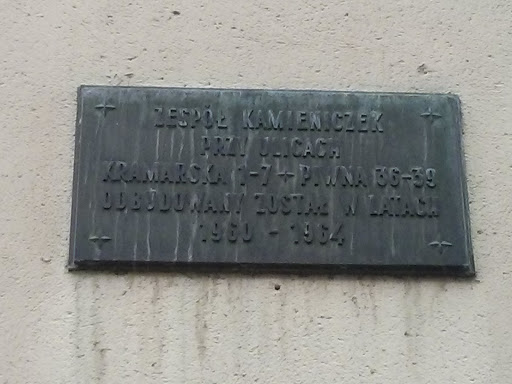 ZESPÓŁ KAMIENICZEK
PRZY ULICACH
KRAMARSKA 1-7 + PIWNA 36-39
ODBUDOWANY ZOSTAŁ W LATACH
1960 - 1964